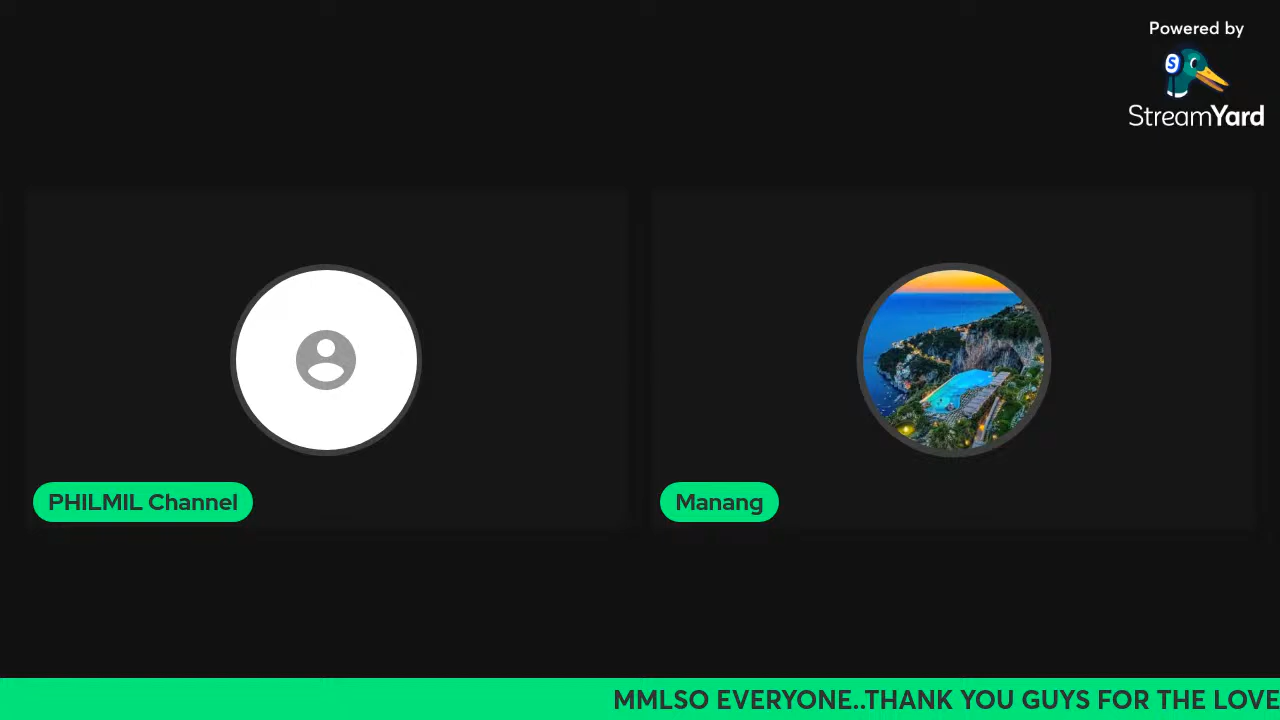 Powered by
StreamYard
PHILMIL Channel
Manang
MMLSO EVERYONE..THANK YOU GUYS FOR THE LOVE